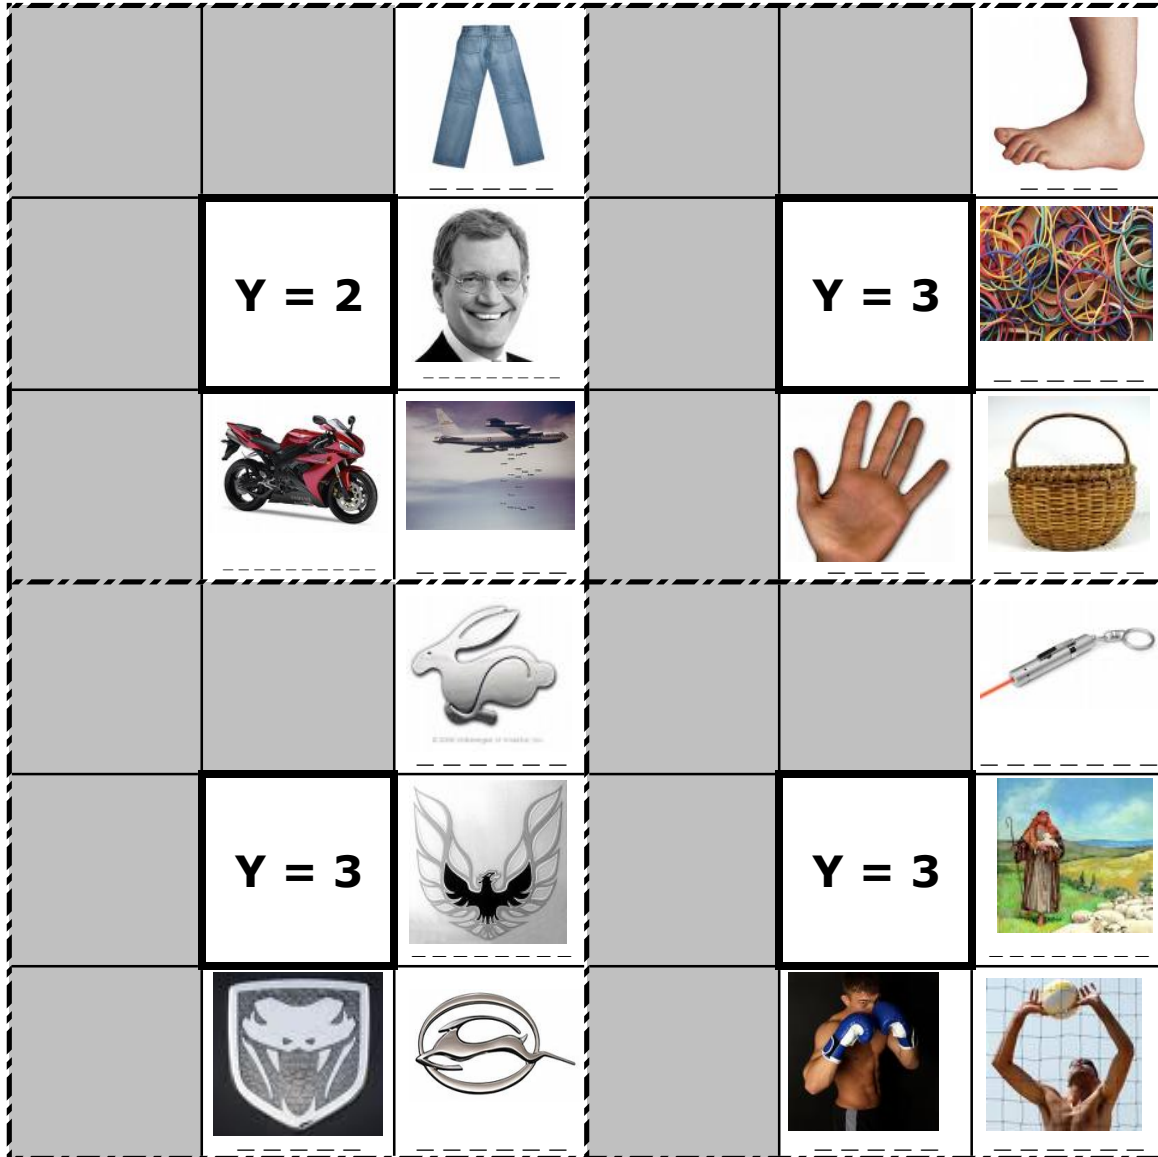 Y = 2
Y = 3
Y = 3
Y = 3